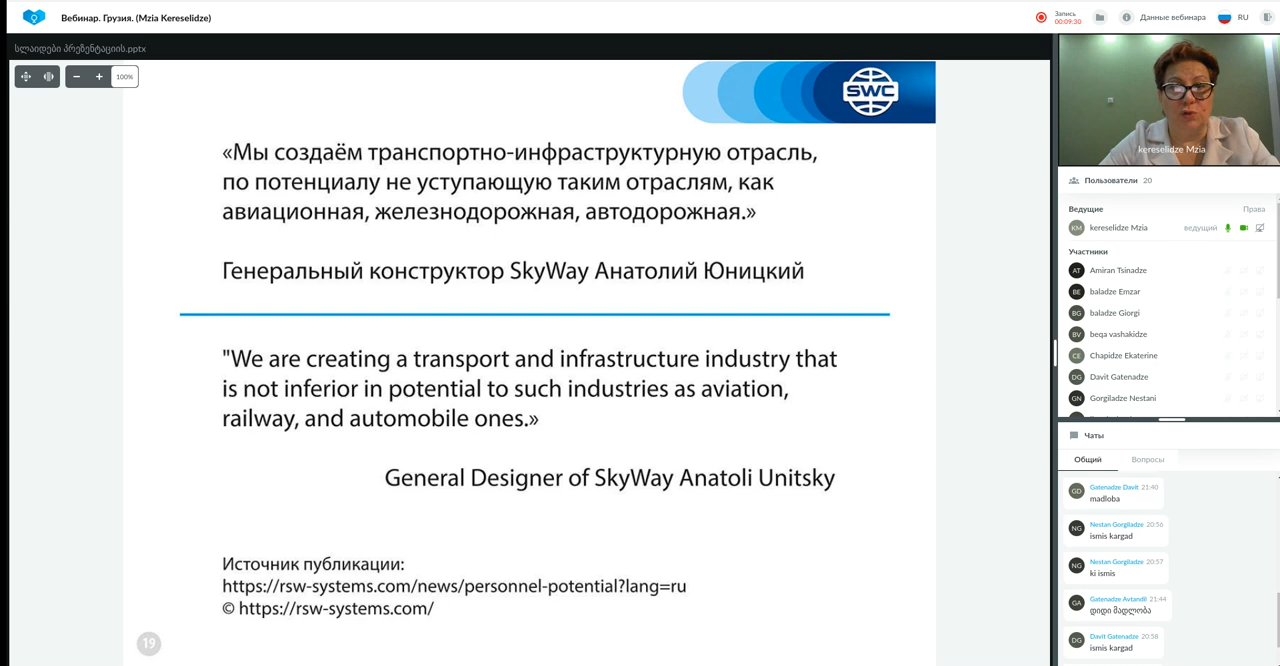 Вебинар. Грузия. (Mzia Kereselidze)
Запись
00:09:30
Данные вебинара
RU
სლაიდები პრეზენტაციის.pptx
100%
SWC
«Мы создаём транспортно-инфраструктурную отрасль,
по потенциалу не уступающую таким отраслям, как
авиационная, железнодорожная, автодорожная.»
Генеральный конструктор SkyWay Анатолий Юницкий
"We are creating a transport and infrastructure industry that
is not inferior in potential to such industries as aviation,
railway, and automobile ones.»
General Designer of SkyWay Anatoli Unitsky
Источник публикации:
https://rsw-systems.com/news/personnel-potential?lang=ru
© https://rsw-systems.com/
19
kereselidze Mzia
Пользователи 20
Ведущие Права
KM kereselidze Mzia ведущий
Участники
AT Amiran Tsinadze
BE baladze Emzar
BG baladze Giorgi
BV beqa vashakidze
CE Chapidze Ekaterine
DG Davit Gatenadze
GN Gorgiladze Nestani
Чаты
Общий Вопросы
GD Gatenadze Davit 21:40
madloba
NG Nestan Gorgiladze 20:56
ismis kargad
NG Nestan Gorgiladze 20:57
ki ismis
GA Gatenadze Avtandil 21:44
დიდი მადლობა
DG Davit Gatenadze 20:58
ismis kargad